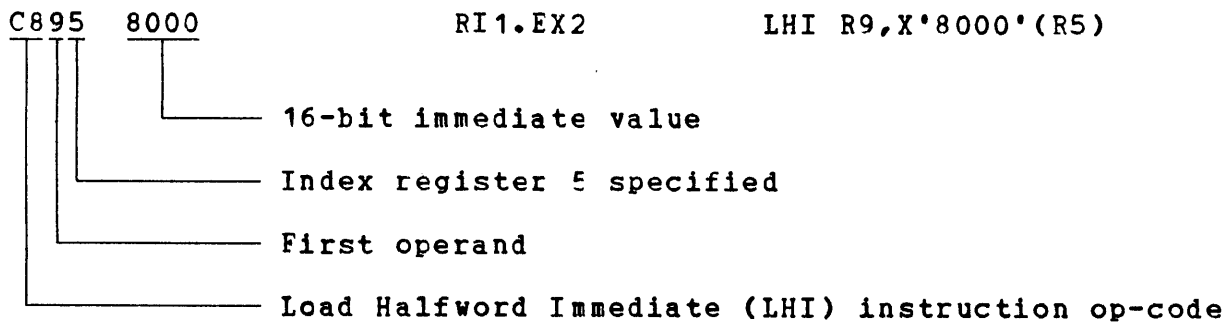 C895 8000 RI1.EX2 LHI R9,X'8000'(R5)
16-bit immediate value
Index register 5 specified
First operand
Load Halfword Immediate (LHI) instruction op-code